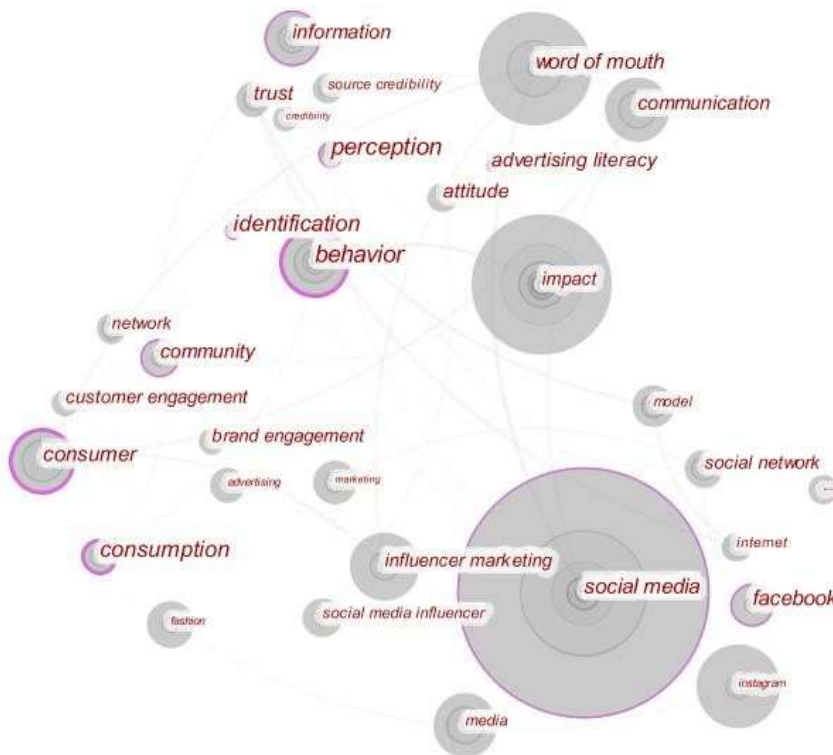 information
word of mouth
source credibility
trust
communication
credibility
perception
advertising literacy
attitude
identification
behavior
impact
network
community
customer engagement
model
brand engagement
consumer
social network
advertising
marketing
internet
consumption
influencer marketing
social media
facebook
social media influencer
fashion
instagram
media